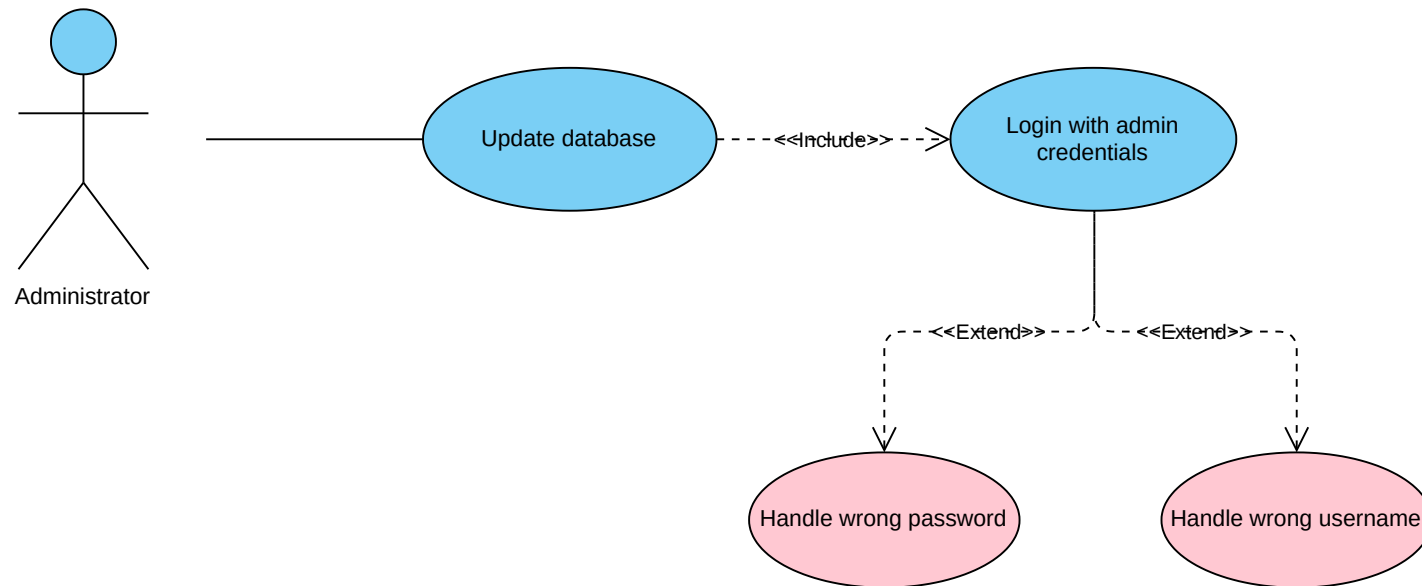 Update database
<<Include>>
Login with admin
credentials
Administrator
<<Extend>>
<<Extend>>
Handle wrong password
Handle wrong username